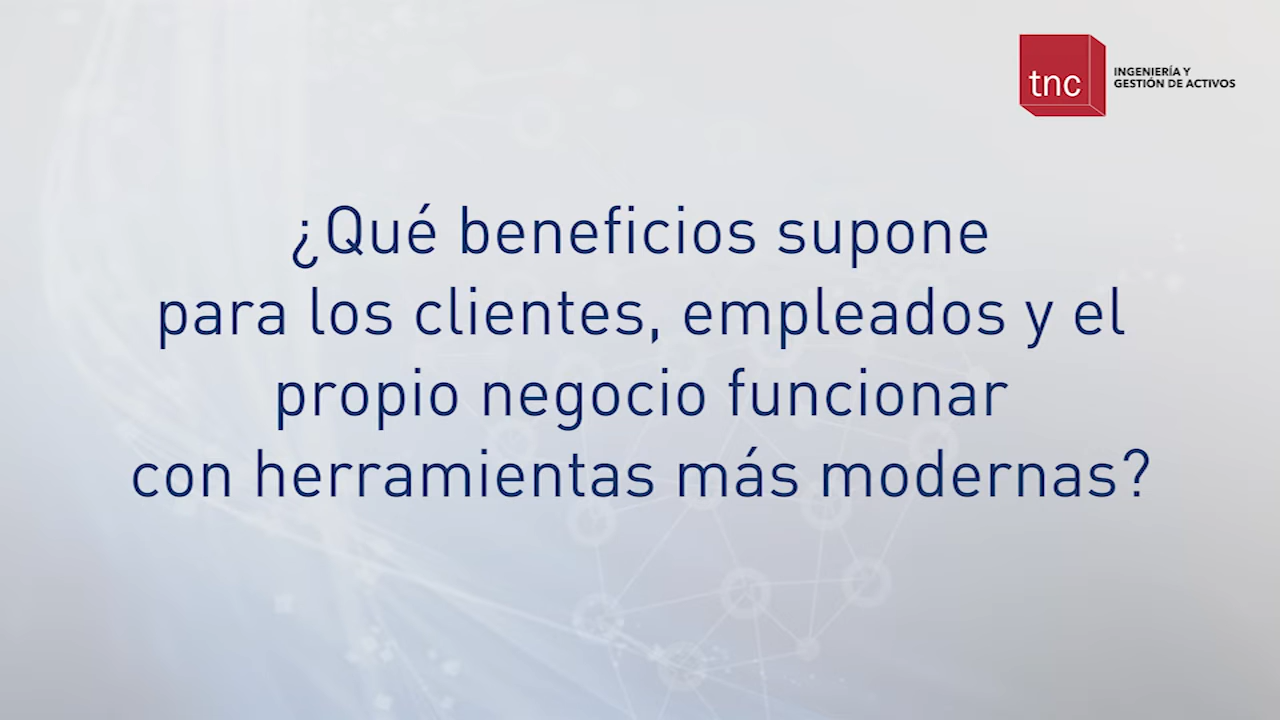 tnc
INGENIERÍA Y
GESTIÓN DE ACTIVOS
¿Qué beneficios supone
para los clientes, empleados y el
propio negocio funcionar
con herramientas más modernas?